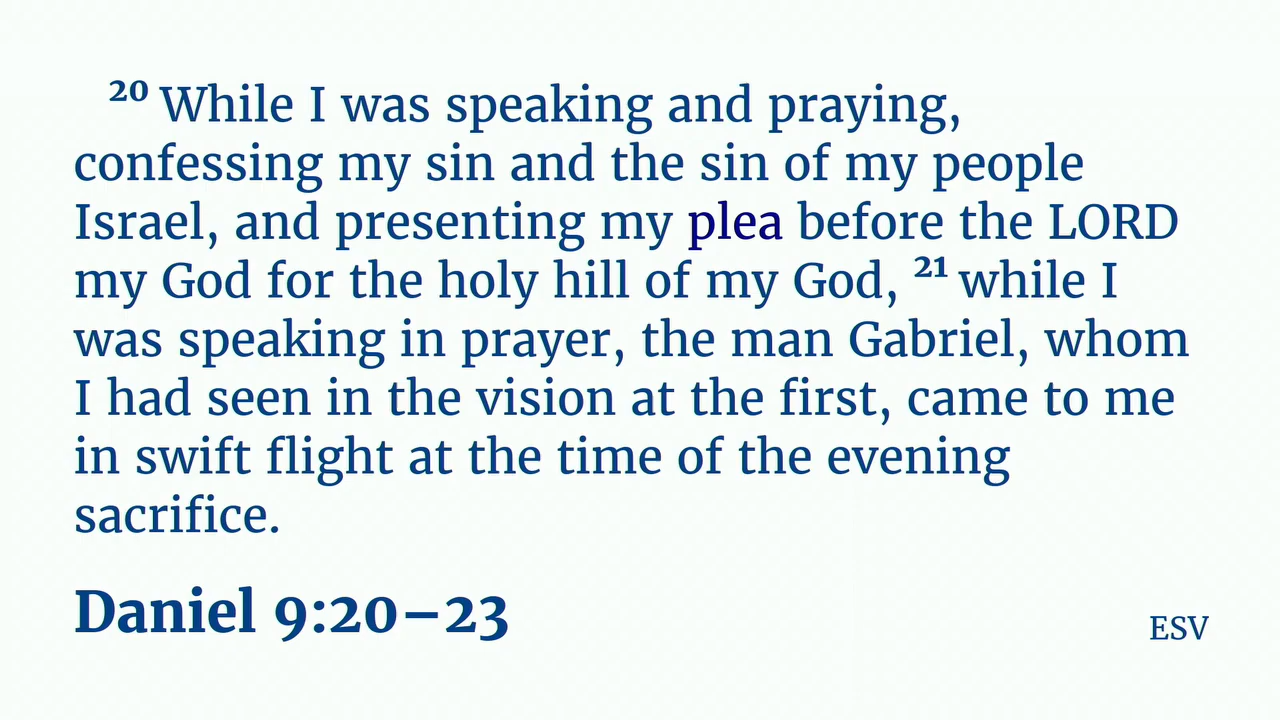 20 While I was speaking and praying,
confessing my sin and the sin of my people
Israel, and presenting my plea before the LORD
my God for the holy hill of my God, 21 while I
was speaking in prayer, the man Gabriel, whom
I had seen in the vision at the first, came to me
in swift flight at the time of the evening
sacrifice.
Daniel 9:20–23
ESV